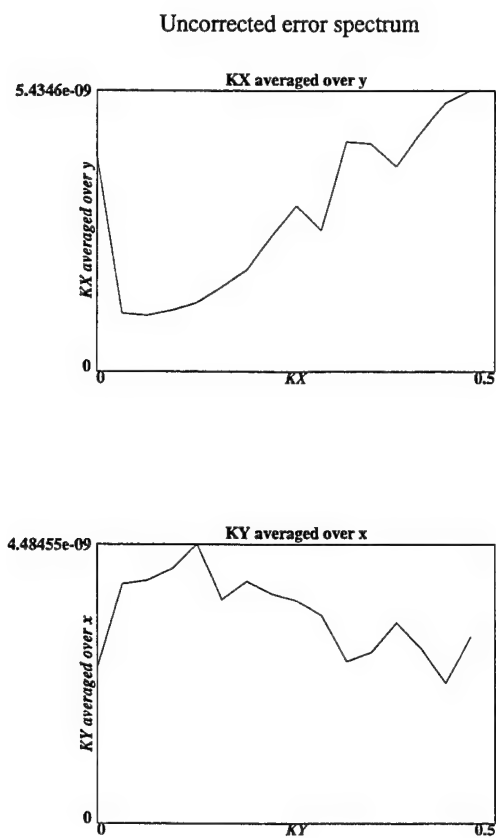 Uncorrected error spectrum
KX averaged over y
5.4346e-09
KX averaged over y
0
0
KX
0.5
KY averaged over x
4.48455e-09
KY averaged over x
0
0
KY
0.5